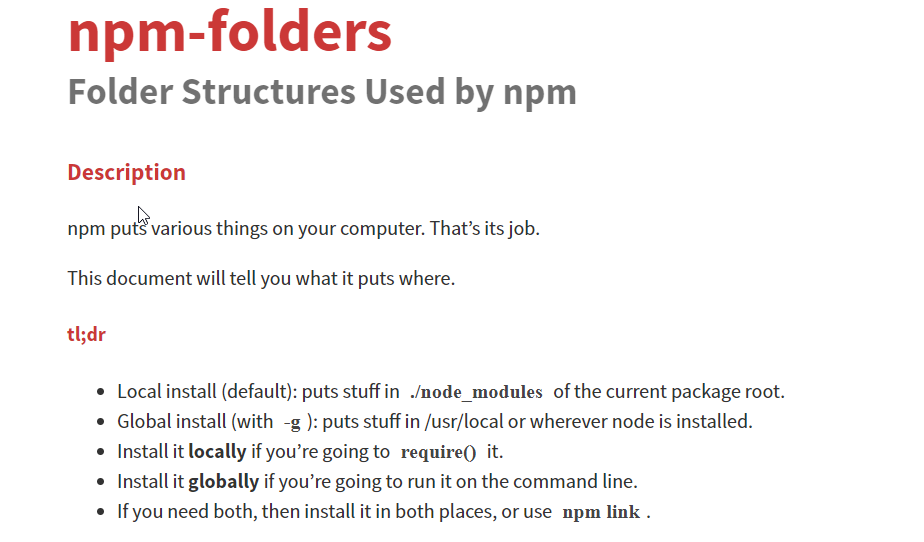 npm-folders
Folder Structures Used by npm
Description
npm puts various things on your computer. That’s its job.
This document will tell you what it puts where.
tl;dr
• Local install (default): puts stuff in ./node_modules of the current package root.
• Global install (with -g ): puts stuff in /usr/local or wherever node is installed.
• Install it locally if you’re going to require() it.
• Install it globally if you’re going to run it on the command line.
• If you need both, then install it in both places, or use npm link .